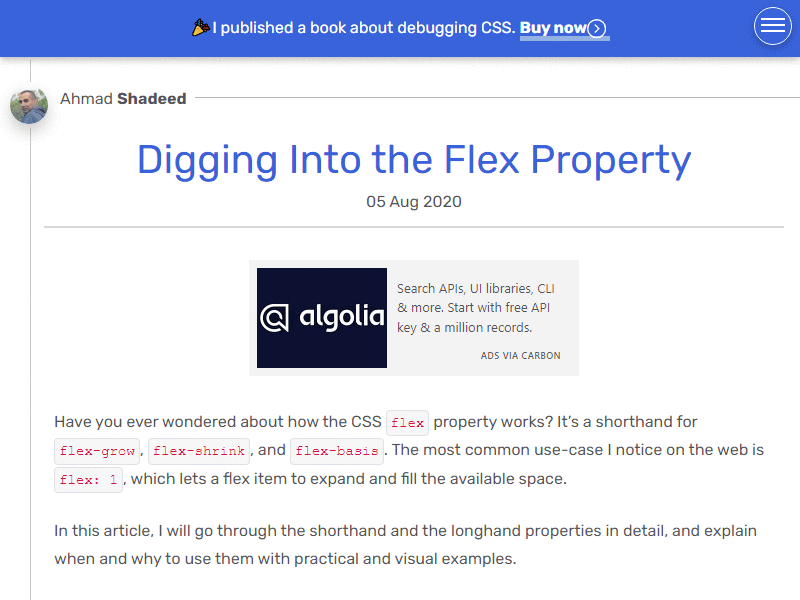 I published a book about debugging CSS. Buy now
Ahmad Shadeed
Digging Into the Flex Property
05 Aug 2020
algolia
Search APIs, UI libraries, CLI
& more. Start with free API
key & a million records.
ADS VIA CARBON
Have you ever wondered about how the CSS flex property works? It’s a shorthand for
flex-grow, flex-shrink, and flex-basis. The most common use-case I notice on the web is
flex: 1, which lets a flex item to expand and fill the available space.
In this article, I will go through the shorthand and the longhand properties in detail, and explain
when and why to use them with practical and visual examples.